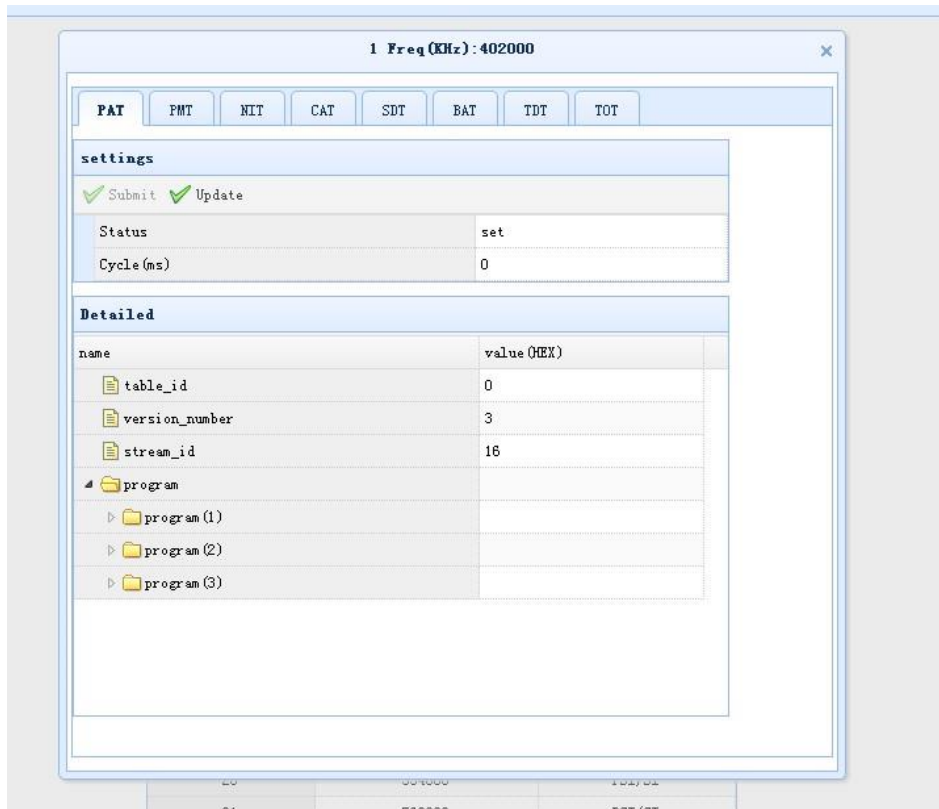 1 Freq(KHz):402000
PAT PMT NIT CAT SDT BAT TDT TOT
settings
Submit Update
Status set
Cycle(ms) 0
Detailed
name value(HEX)
table_id 0
version_number 3
stream_id 16
program
program(1)
program(2)
program(3)